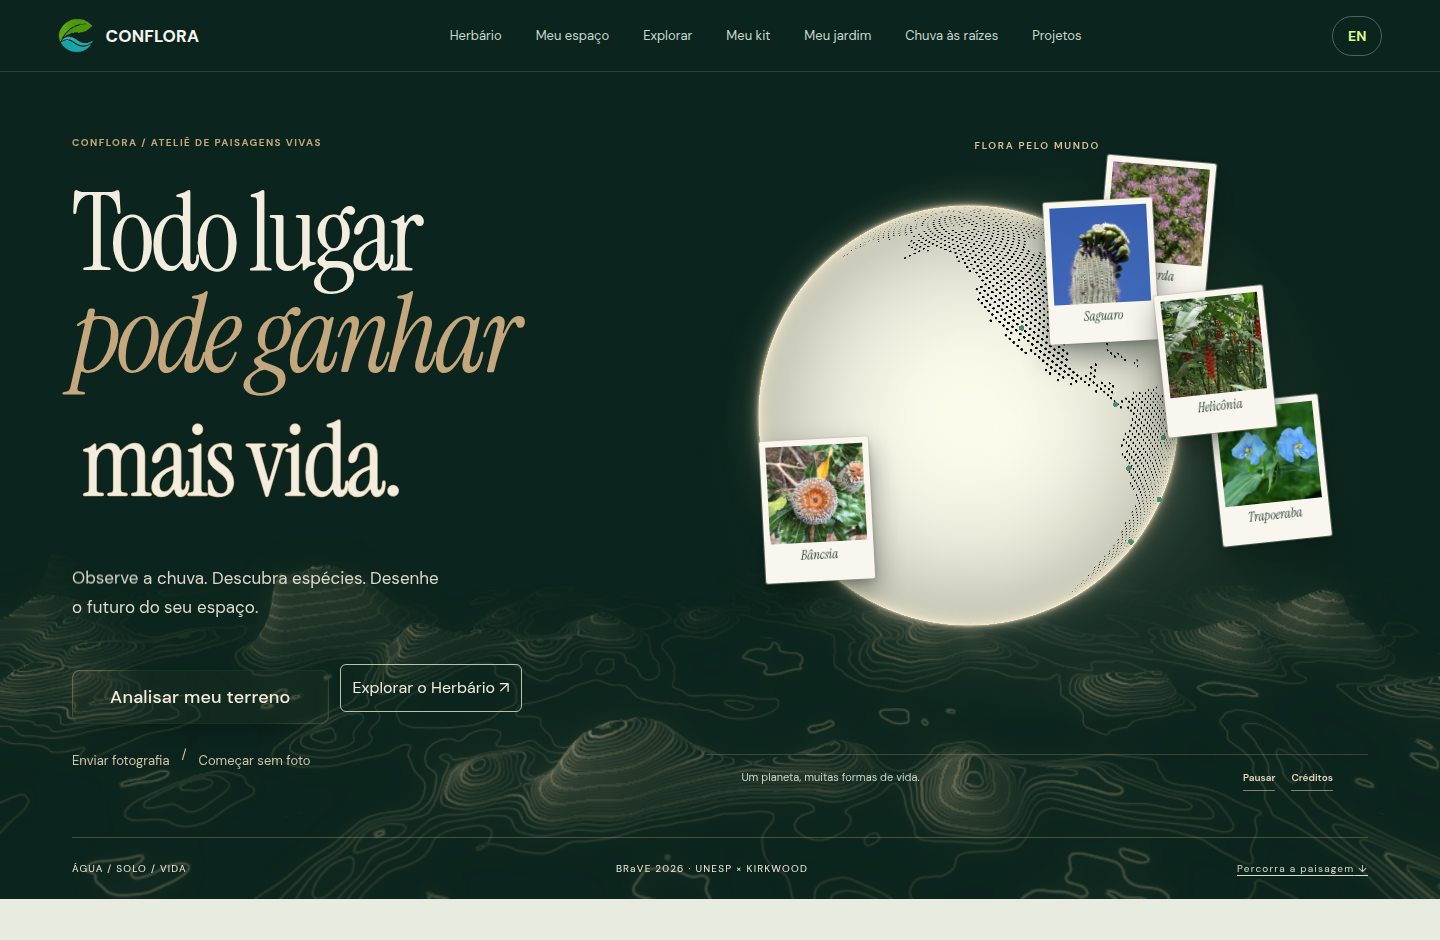 CONFLORA
Herbário
Meu espaço
Explorar
Meu kit
Meu jardim
Chuva às raízes
Projetos
EN
CONFLORA / ATELIÊ DE PAISAGENS VIVAS
Todo lugar
pode ganhar
mais vida.
Observe a chuva. Descubra espécies. Desenhe
o futuro do seu espaço.
Analisar meu terreno
Explorar o Herbário ↗
Enviar fotografia / Começar sem foto
FLORA PELO MUNDO
Saguaro
Helicônia
Trapoeraba
Bâncsia
Um planeta, muitas formas de vida.
Pausar
Créditos
ÁGUA / SOLO / VIDA
BRaVE 2026 · UNESP × KIRKWOOD
Percorra a paisagem ↓